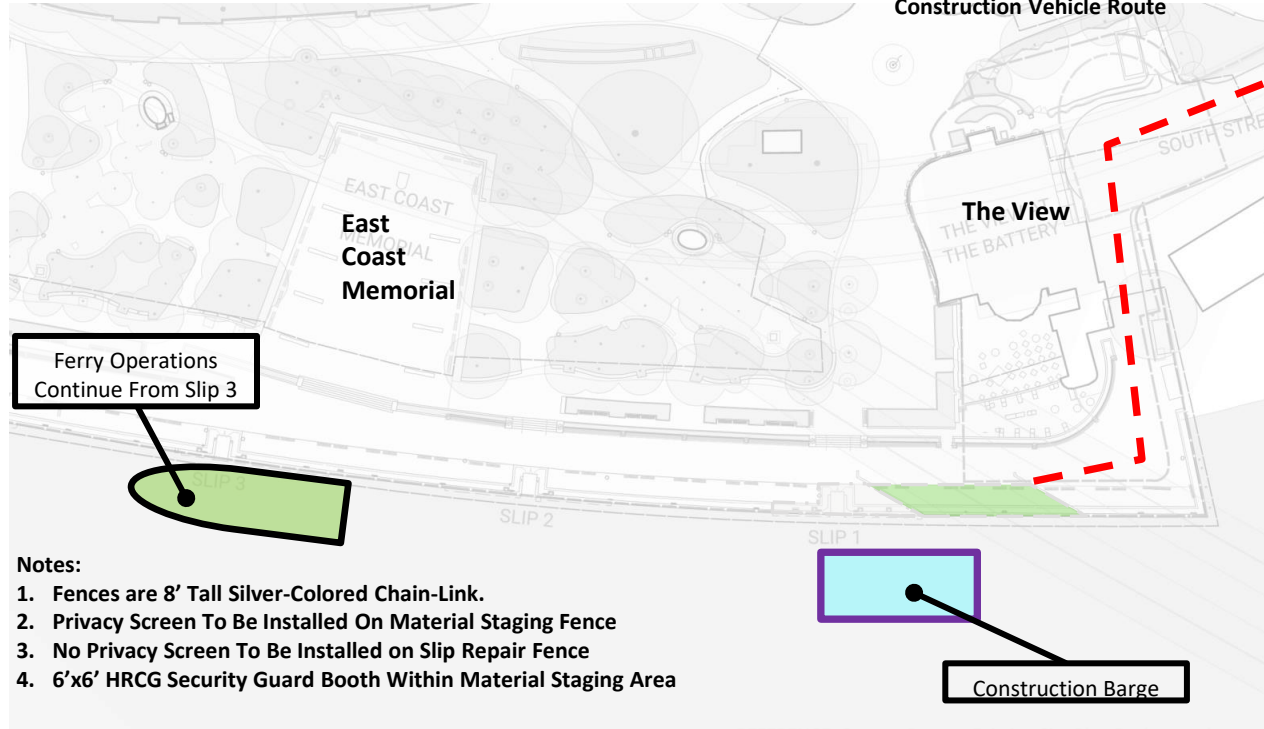 Construction Vehicle Route
SOUTH STRE
EAST COAST
MEMORIAL
East
Coast
Memorial
The View
THE VIEW AT
THE BATTERY
Ferry Operations
Continue From Slip 3
SLIP 3
SLIP 2
SLIP 1
Notes:
1. Fences are 8’ Tall Silver-Colored Chain-Link.
2. Privacy Screen To Be Installed On Material Staging Fence
3. No Privacy Screen To Be Installed on Slip Repair Fence
4. 6’x6’ HRCG Security Guard Booth Within Material Staging Area
Construction Barge